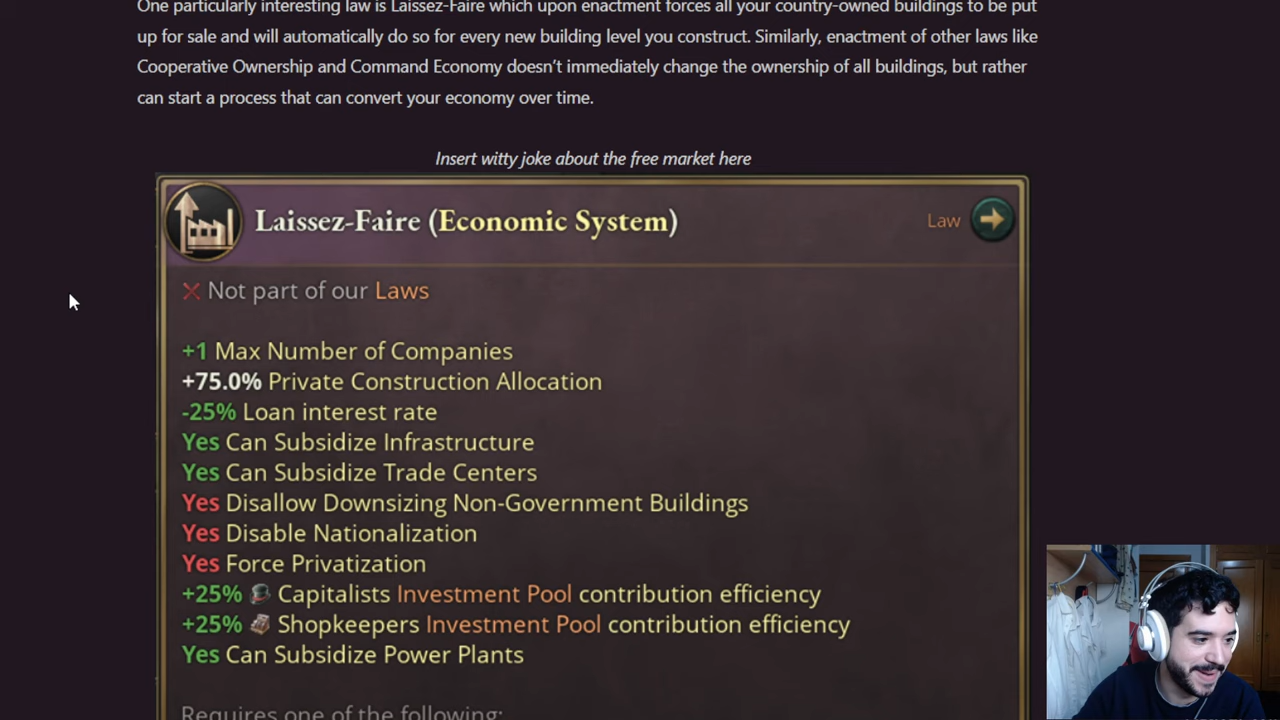 One particularly interesting law is Laissez-Faire which upon enactment forces all your country-owned buildings to be put
up for sale and will automatically do so for every new building level you construct. Similarly, enactment of other laws like
Cooperative Ownership and Command Economy doesn’t immediately change the ownership of all buildings, but rather
can start a process that can convert your economy over time.
Insert witty joke about the free market here
Laissez-Faire (Economic System)
Law
Not part of our Laws
+1 Max Number of Companies
+75.0% Private Construction Allocation
-25% Loan interest rate
Yes Can Subsidize Infrastructure
Yes Can Subsidize Trade Centers
Yes Disallow Downsizing Non-Government Buildings
Yes Disable Nationalization
Yes Force Privatization
+25% Capitalists Investment Pool contribution efficiency
+25% Shopkeepers Investment Pool contribution efficiency
Yes Can Subsidize Power Plants
Requires one of the following: